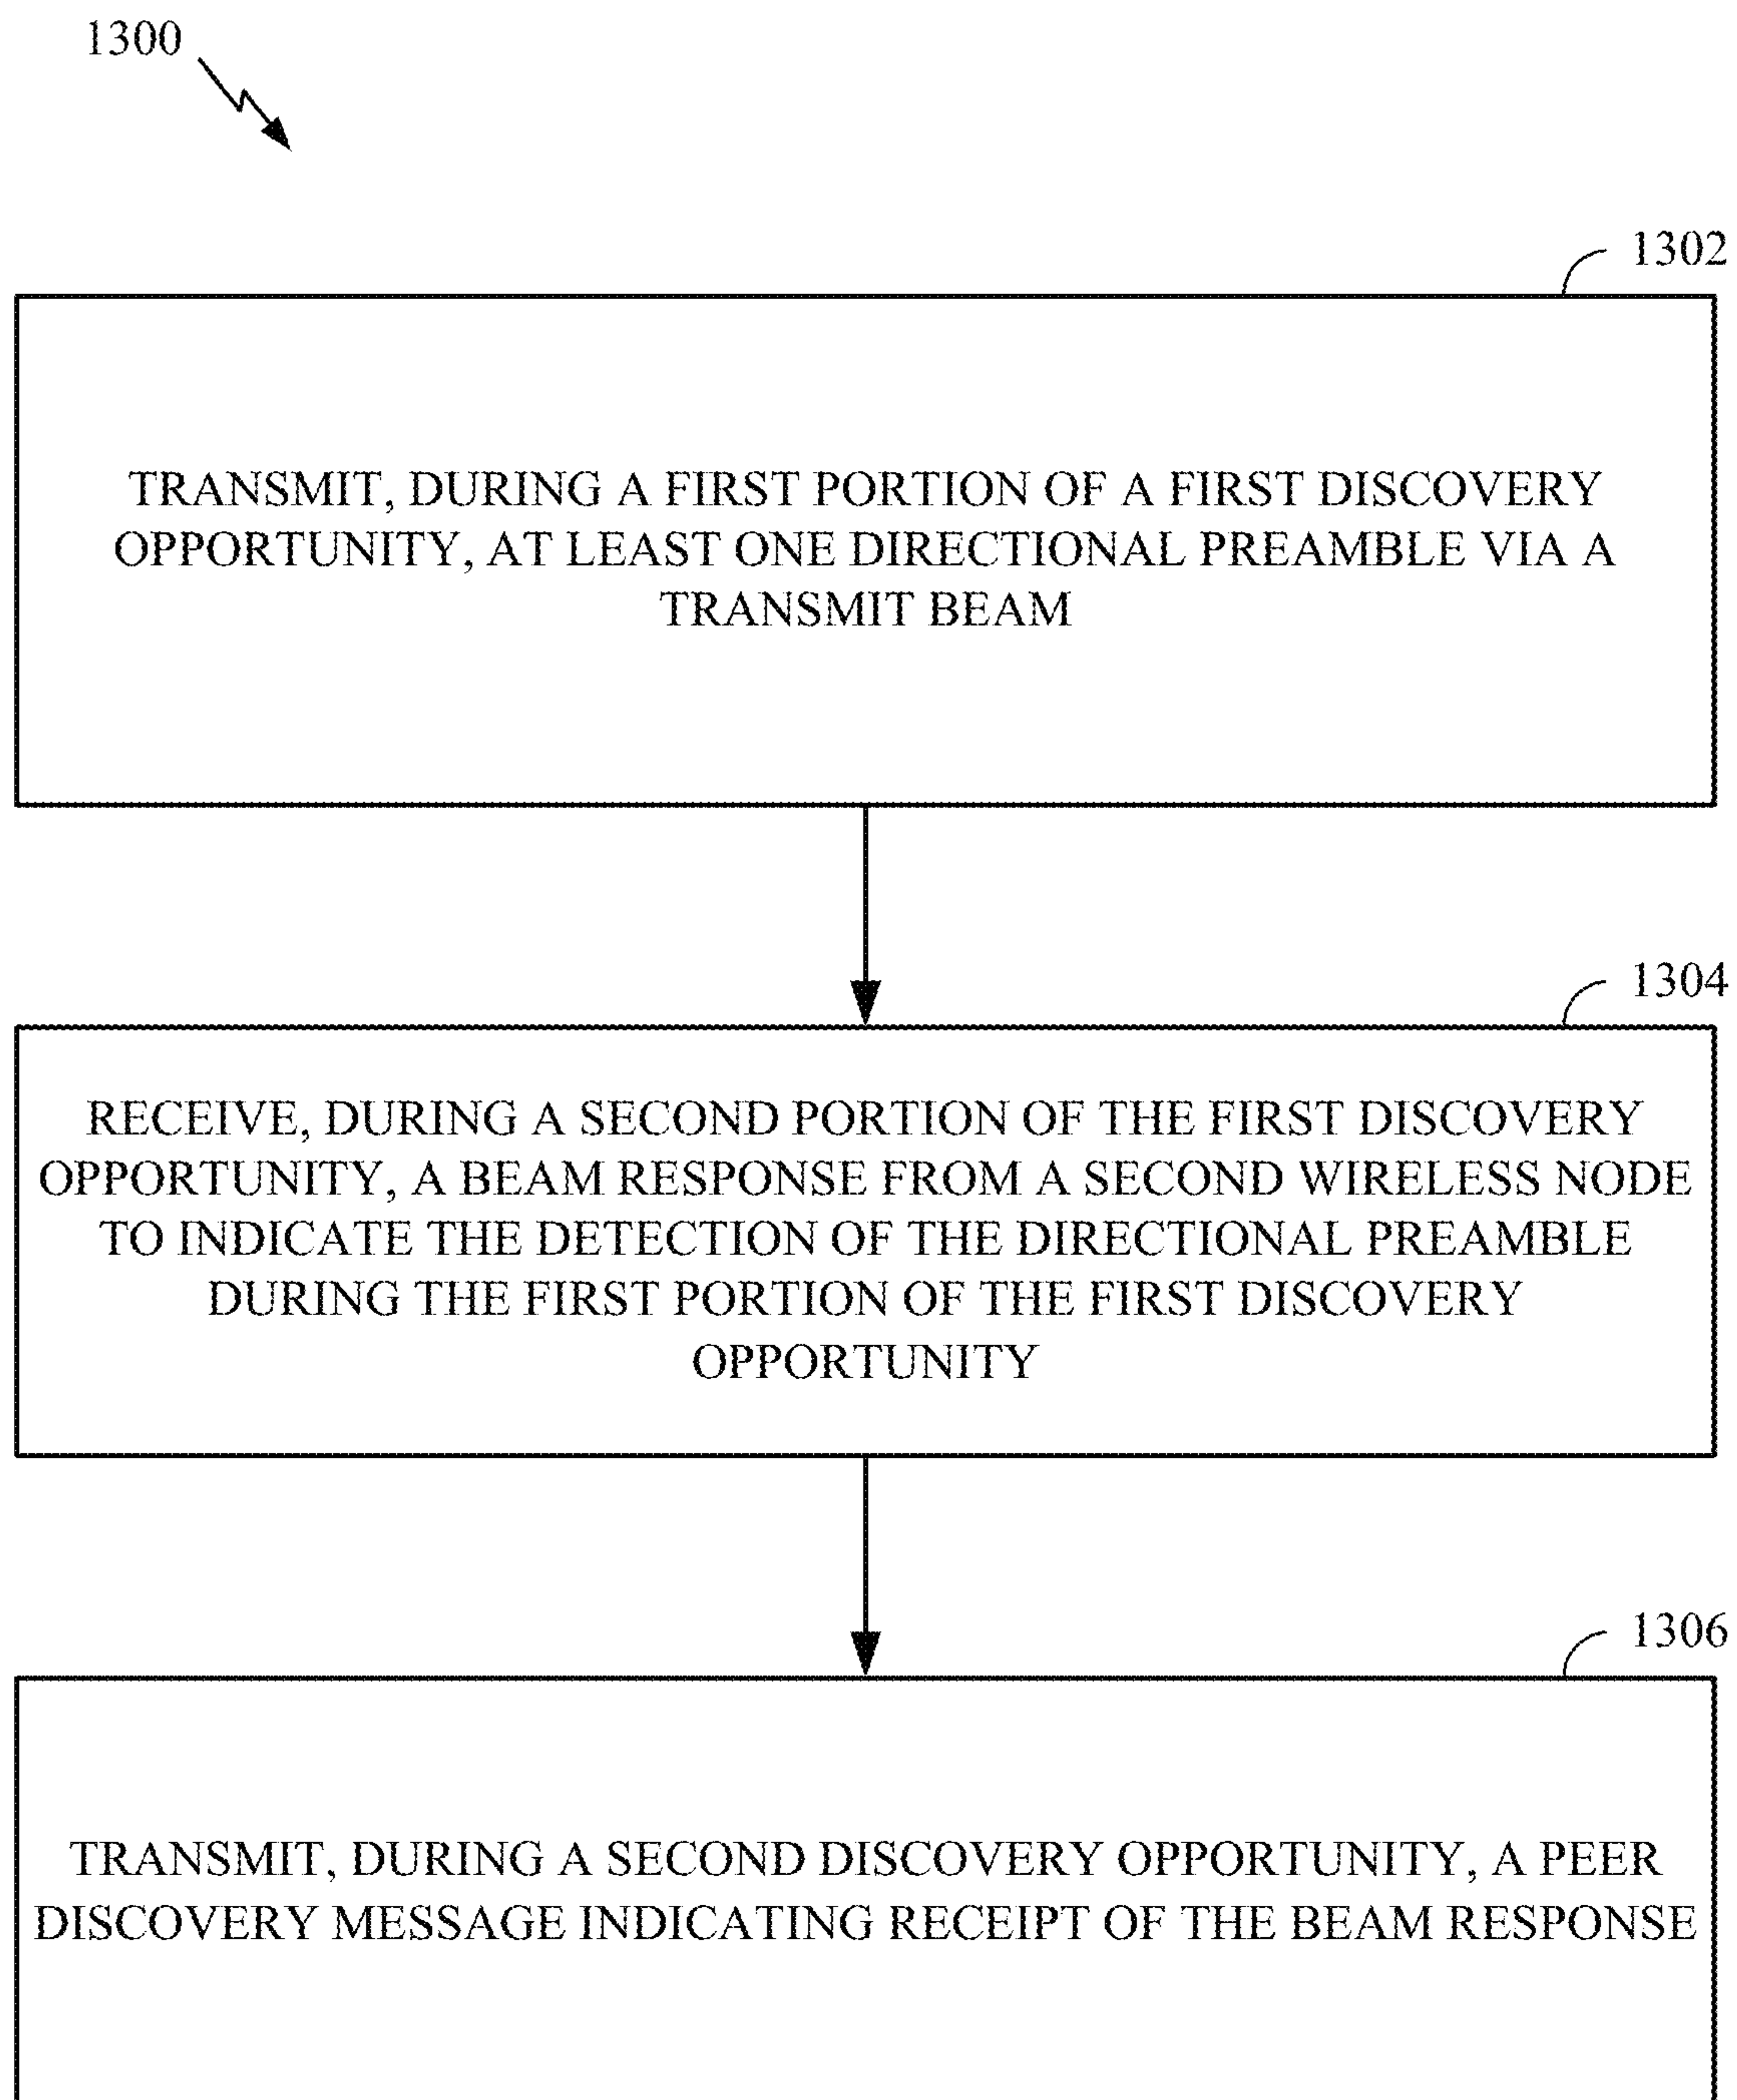 1300
1302
TRANSMIT, DURING A FIRST PORTION OF A FIRST DISCOVERY
OPPORTUNITY, AT LEAST ONE DIRECTIONAL PREAMBLE VIA A
TRANSMIT BEAM
1304
RECEIVE, DURING A SECOND PORTION OF THE FIRST DISCOVERY
OPPORTUNITY, A BEAM RESPONSE FROM A SECOND WIRELESS NODE
TO INDICATE THE DETECTION OF THE DIRECTIONAL PREAMBLE
DURING THE FIRST PORTION OF THE FIRST DISCOVERY
OPPORTUNITY
1306
TRANSMIT, DURING A SECOND DISCOVERY OPPORTUNITY, A PEER
DISCOVERY MESSAGE INDICATING RECEIPT OF THE BEAM RESPONSE